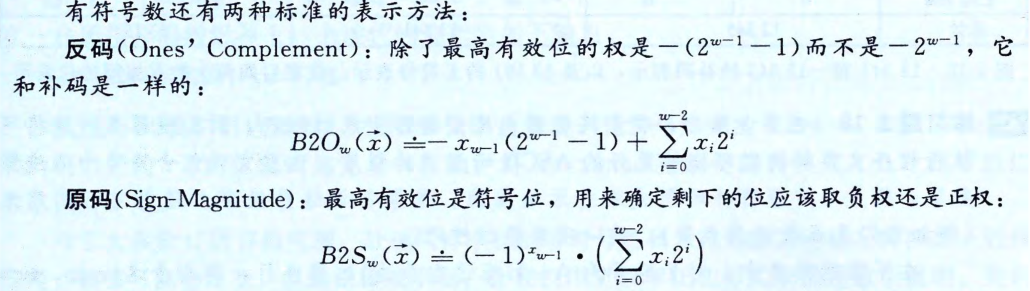 有符号数还有两种标准的表示方法：
反码(Ones' Complement)：除了最高有效位的权是－(2^{w-1}－1)而不是－2^{w-1}，它
和补码是一样的：
B2O_w(\vec{x}) ≐ －x_{w-1}(2^{w-1}－1) + \sum_{i=0}^{w-2} x_i2^i
原码(Sign-Magnitude)：最高有效位是符号位，用来确定剩下的位应该取负权还是正权：
B2S_w(\vec{x}) ≐ (－1)^{x_{w-1}} · (\sum_{i=0}^{w-2} x_i2^i)